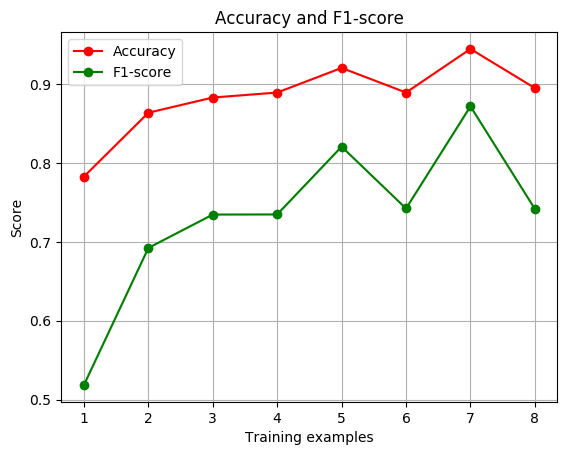 Accuracy and F1-score
Accuracy
F1-score
0.9
0.8
0.7
0.6
0.5
Score
1 2 3 4 5 6 7 8
Training examples